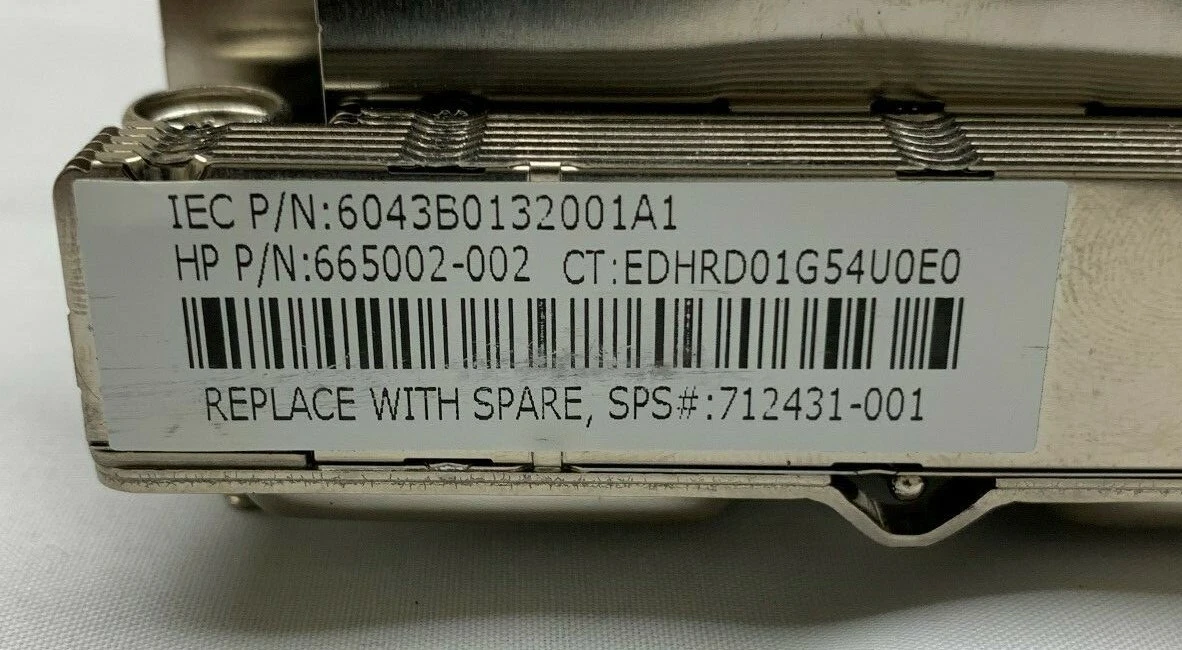 IEC P/N:6043B0132001A1
HP P/N:665002-002 CT:EDHRD01G54U0E0
REPLACE WITH SPARE, SPS#:712431-001